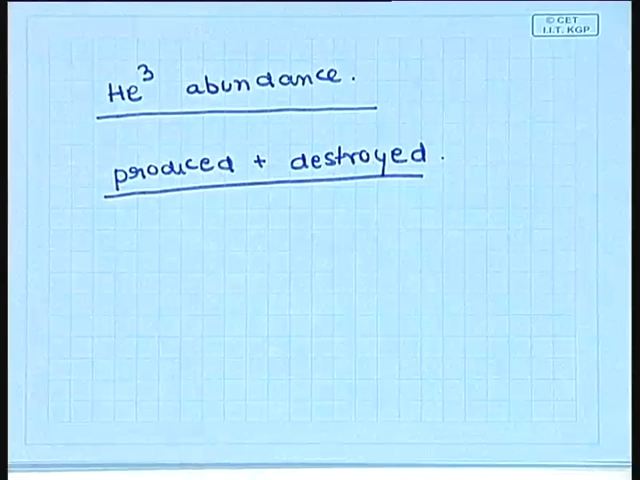 © CET
I.I.T. KGP
He³ abundance.
produced + destroyed.